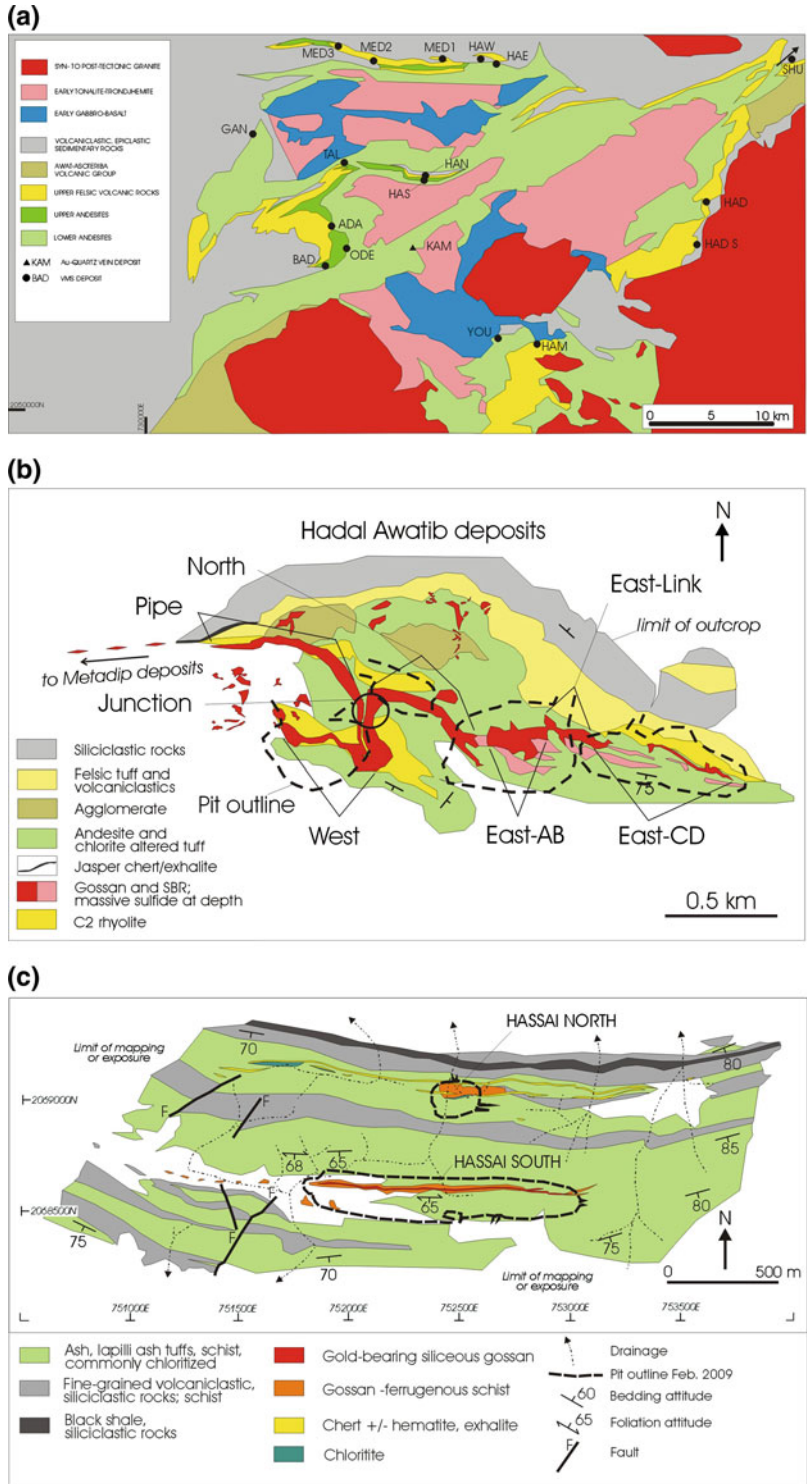 (a)
MED3
MED2
MED1
HAW
HAE
SHU
GAN
TAL
HAN
HAS
ADA
ODE
BAD
KAM
HAD
HAD S
YOU
HAM
SYN- TO POST-TECTONIC GRANITE
EARLY TONALITE-TRONDJHEMITE
EARLY GABBRO-BASALT
VOLCANICLASTIC, EPICLASTIC
SEDIMENTARY ROCKS
AWAT-ASOTERIBA
VOLCANIC GROUP
UPPER FELSIC VOLCANIC ROCKS
UPPER ANDESITES
LOWER ANDESITES
KAM Au-QUARTZ VEIN DEPOSIT
BAD VMS DEPOSIT
2050000N
730000E
0 5 10 km
(b)
Hadal Awatib deposits
N
North
East-Link
Pipe
limit of outcrop
to Metadip deposits
Junction
Pit outline
75
West
East-AB
East-CD
Siliciclastic rocks
Felsic tuff and
volcaniclastics
Agglomerate
Andesite and
chlorite altered tuff
Jasper chert/exhalite
Gossan and SBR;
massive sulfide at depth
C2 rhyolite
0.5 km
(c)
Limit of mapping
or exposure
70
HASSAI NORTH
80
2069000N
F
F
85
68
65
HASSAI SOUTH
65
80
2068500N
75
F
F
70
75
N
Limit of mapping
or exposure
0 500 m
751000E
751500E
752000E
752500E
753000E
753500E
Ash, lapilli ash tuffs, schist,
commonly chloritized
Fine-grained volcaniclastic,
siliciclastic rocks; schist
Black shale,
siliciclastic rocks
Gold-bearing siliceous gossan
Gossan -ferrugenous schist
Chert +/- hematite, exhalite
Chloritite
Drainage
Pit outline Feb. 2009
60 Bedding attitude
65 Foliation attitude
F Fault